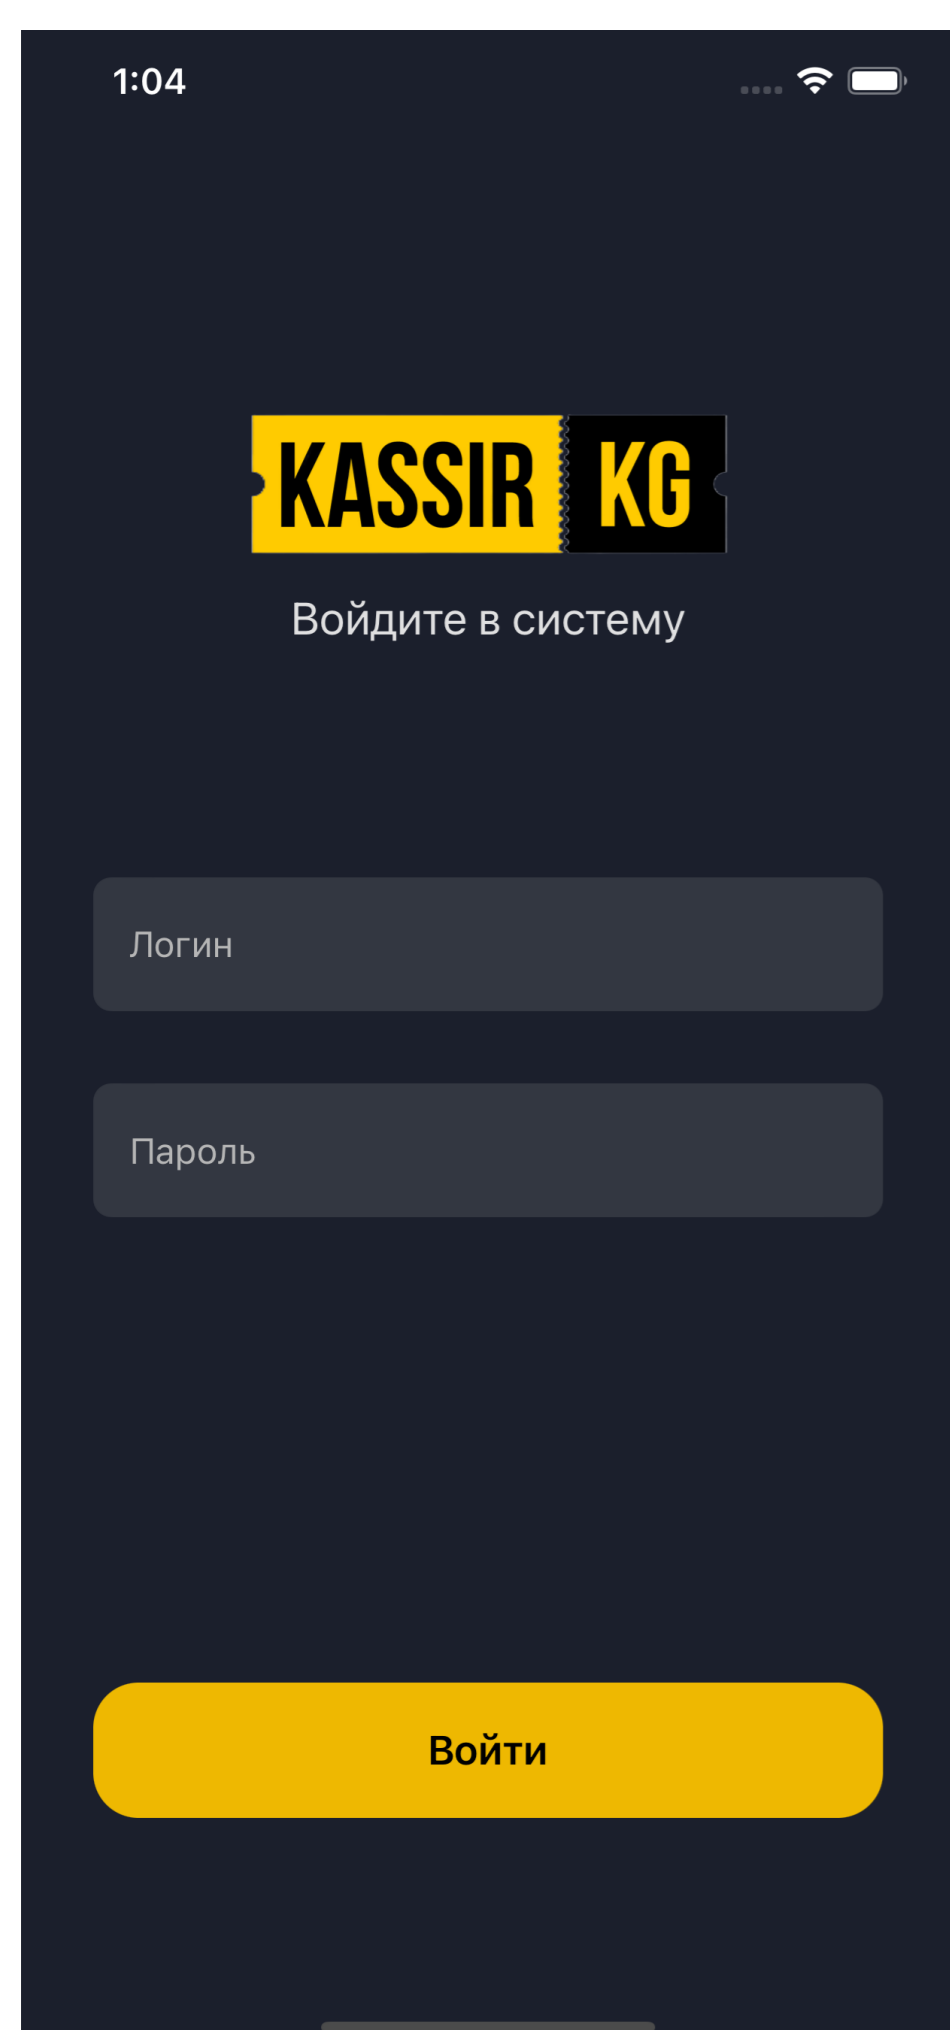 1:04
KASSIR KG
Войдите в систему
Логин
Пароль
Войти